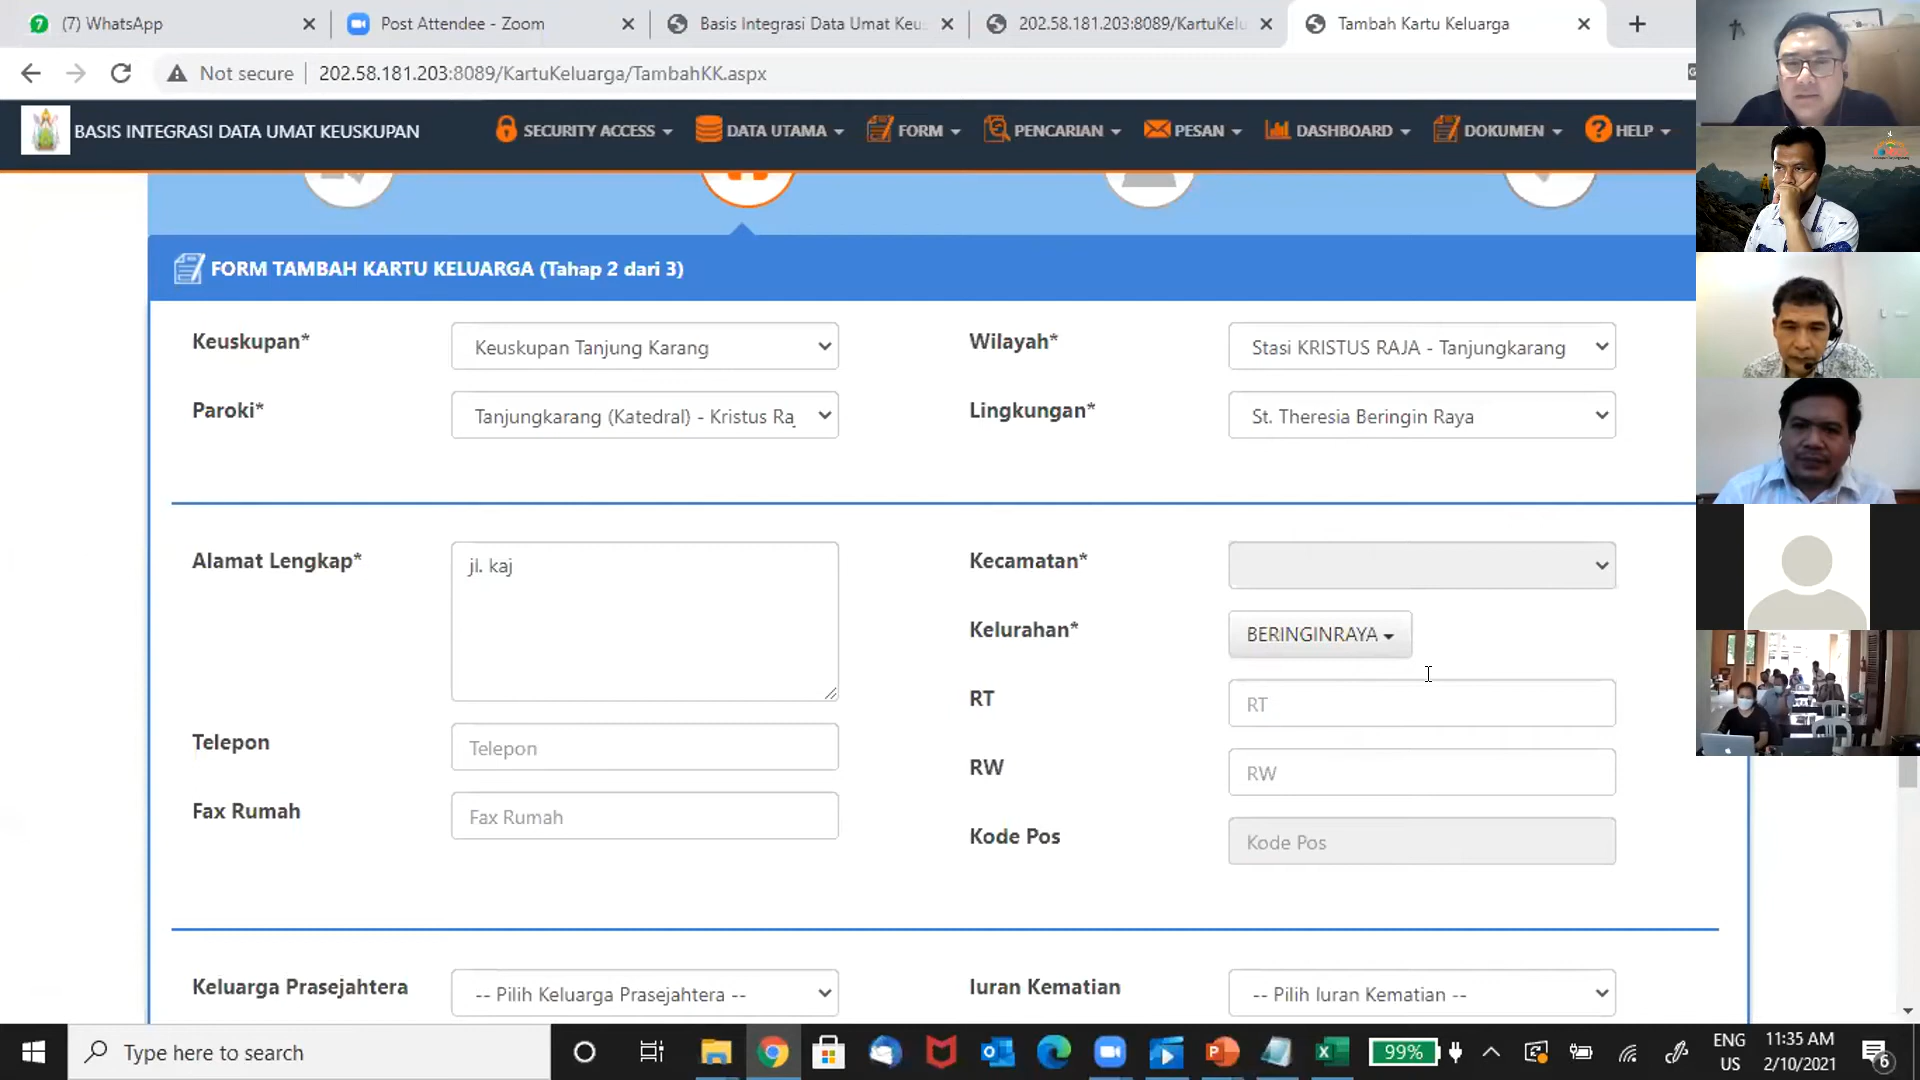 (7) WhatsApp
Post Attendee - Zoom
Basis Integrasi Data Umat Keus
202.58.181.203:8089/KartuKelu
Tambah Kartu Keluarga
Not secure
202.58.181.203:8089/KartuKeluarga/TambahKK.aspx
BASIS INTEGRASI DATA UMAT KEUSKUPAN
SECURITY ACCESS
DATA UTAMA
FORM
PENCARIAN
PESAN
DASHBOARD
DOKUMEN
HELP
FORM TAMBAH KARTU KELUARGA (Tahap 2 dari 3)
Keuskupan*
Keuskupan Tanjung Karang
Wilayah*
Stasi KRISTUS RAJA - Tanjungkarang
Paroki*
Tanjungkarang (Katedral) - Kristus Raj
Lingkungan*
St. Theresia Beringin Raya
Alamat Lengkap*
jl. kaj
Kecamatan*
Kelurahan*
BERINGINRAYA
RT
RT
Telepon
Telepon
RW
RW
Fax Rumah
Fax Rumah
Kode Pos
Kode Pos
Keluarga Prasejahtera
-- Pilih Keluarga Prasejahtera --
Iuran Kematian
-- Pilih Iuran Kematian --
Type here to search
99%
ENG
US
11:35 AM
2/10/2021
6